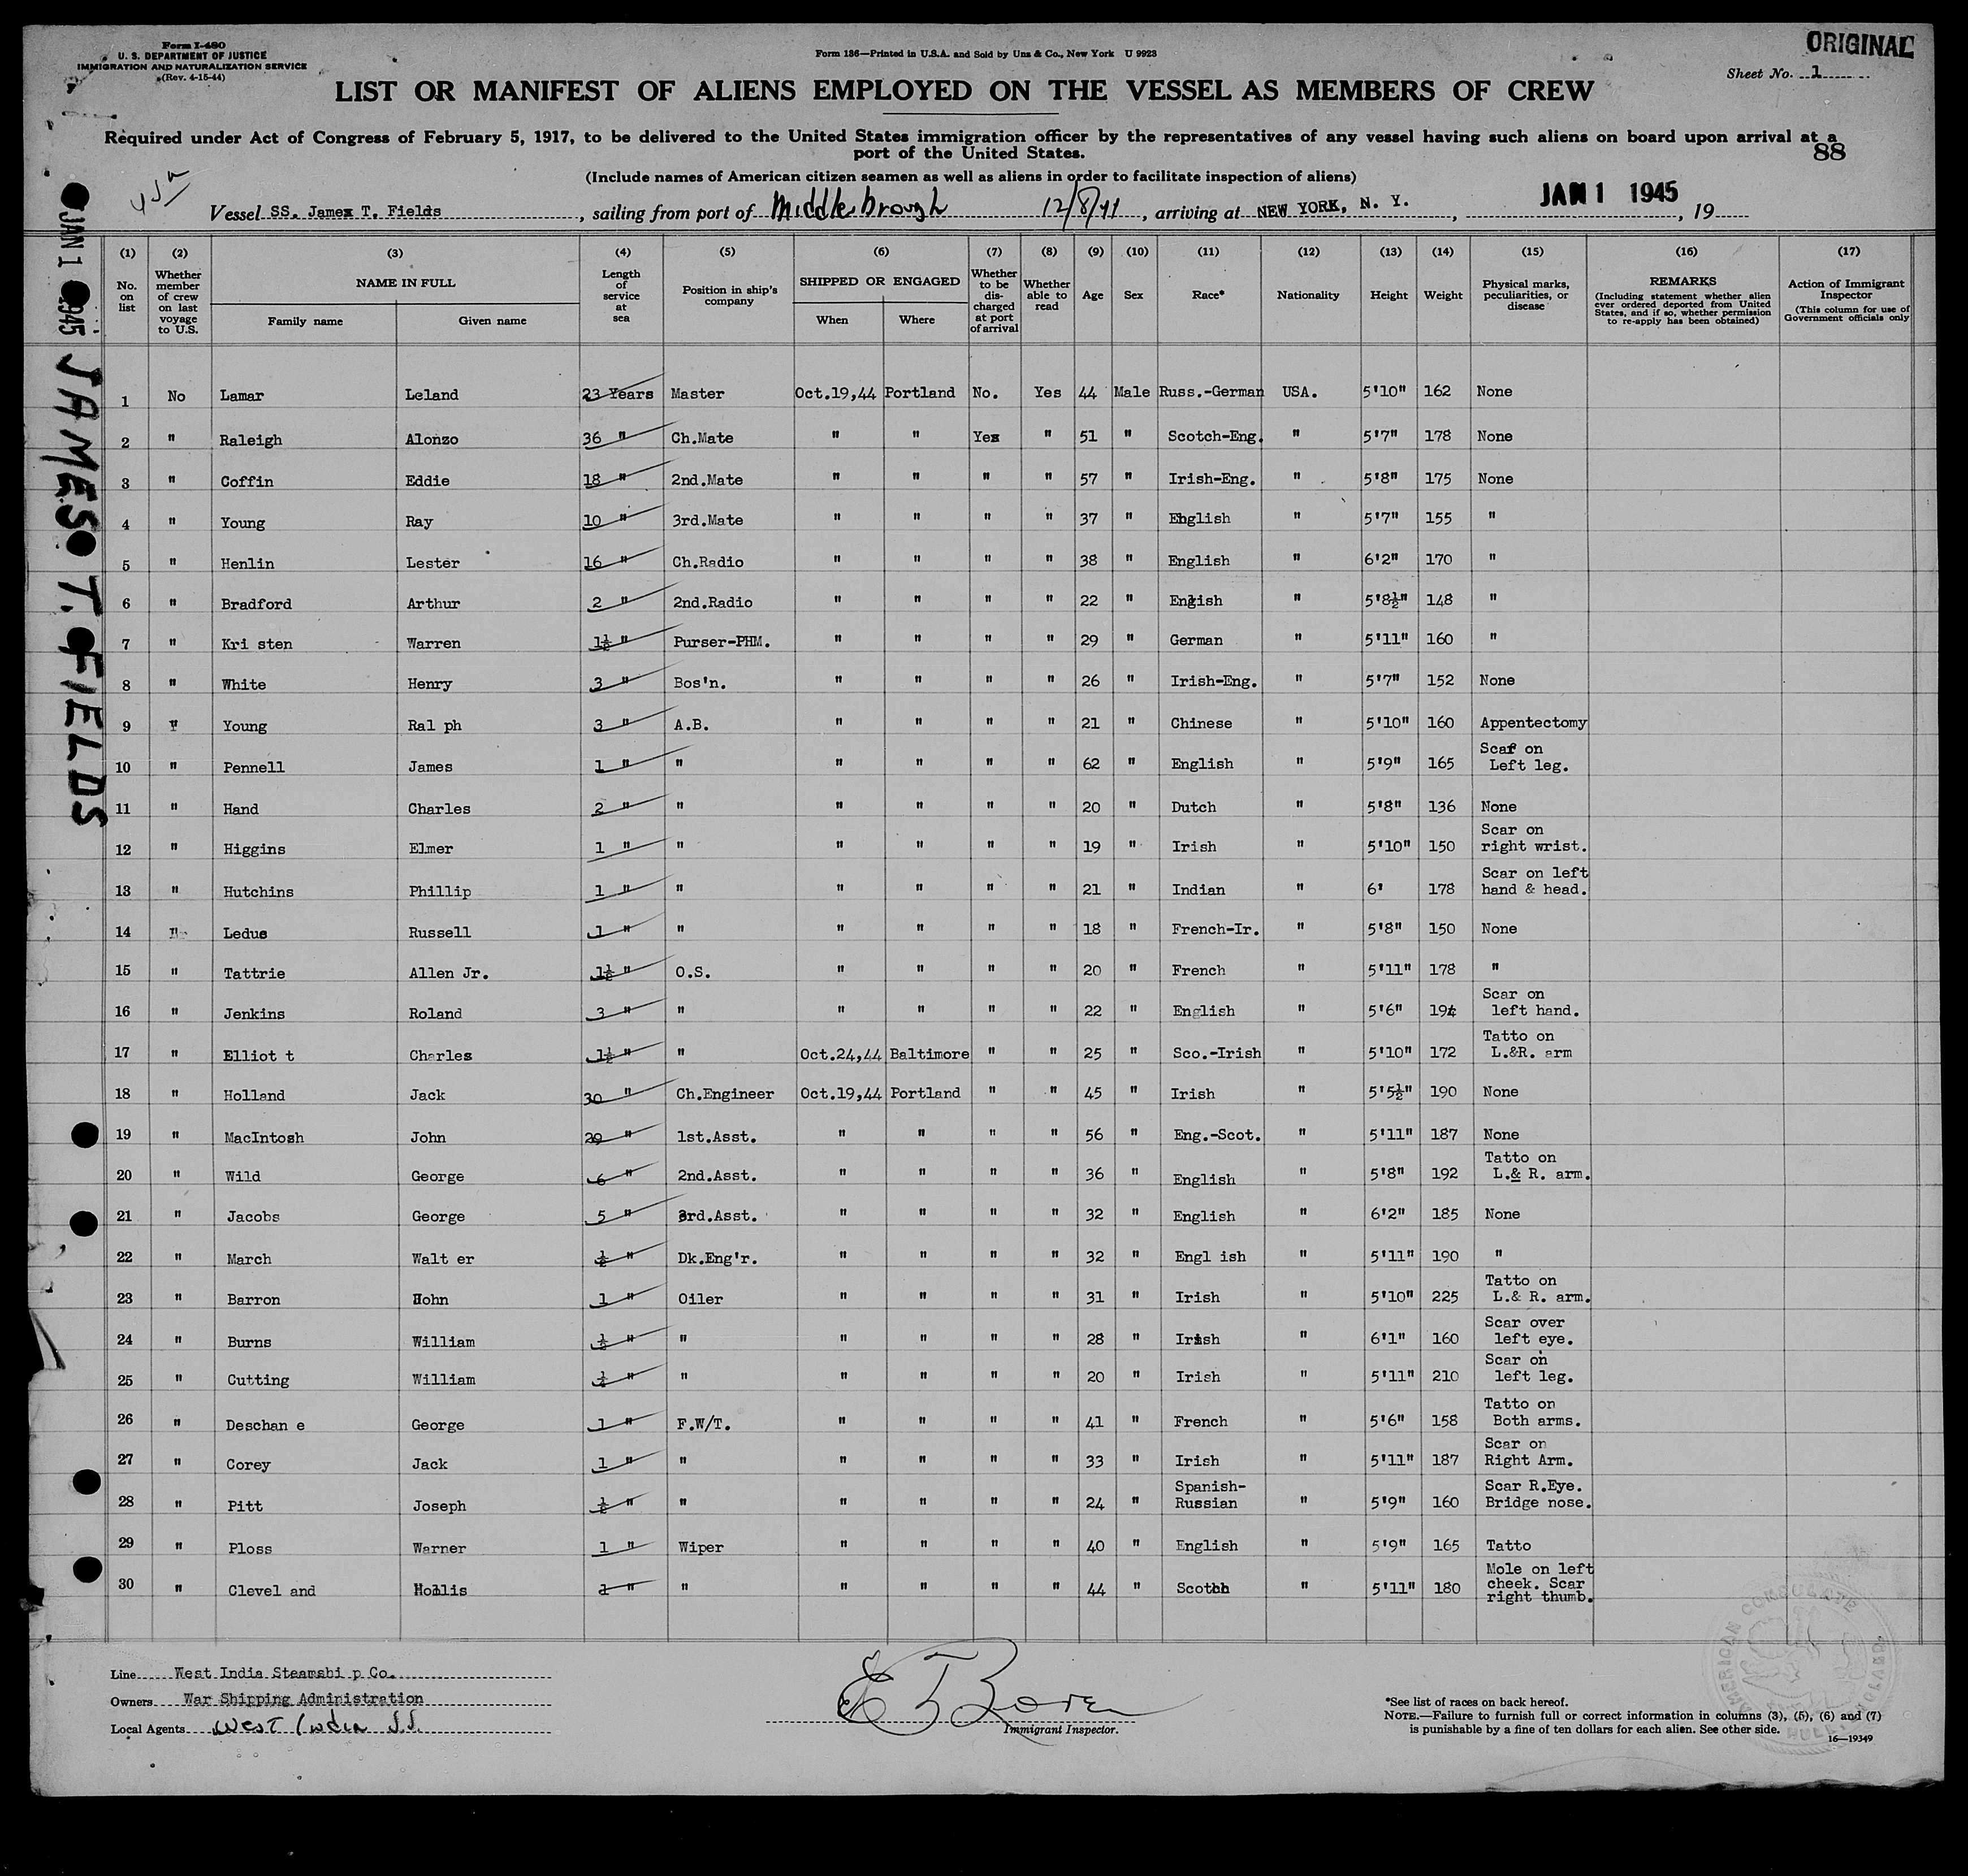 Form I-480
U. S. DEPARTMENT OF JUSTICE
IMMIGRATION AND NATURALIZATION SERVICE
(Rev. 4-15-44)
Form 136—Printed in U.S.A. and Sold by Unz & Co., New York U 9923
ORIGINAL
Sheet No. 1
LIST OR MANIFEST OF ALIENS EMPLOYED ON THE VESSEL AS MEMBERS OF CREW
Required under Act of Congress of February 5, 1917, to be delivered to the United States immigration officer by the representatives of any vessel having such aliens on board upon arrival at a
port of the United States.
88
(Include names of American citizen seamen as well as aliens in order to facilitate inspection of aliens)
Vessel SS. James T. Fields, sailing from port of Middlesbrough 12/8/44, arriving at NEW YORK, N. Y., JAN 1 1945, 19
JAN 1 1945
JAMES T. FIELDS
(1) (2) (3) (4) (5) (6) (7) (8) (9) (10) (11) (12) (13) (14) (15) (16) (17)
No. on list
Whether member of crew on last voyage to U.S.
NAME IN FULL
Family name Given name
Length of service at sea
Position in ship's company
SHIPPED OR ENGAGED
When Where
Whether to be discharged at port of arrival
Whether able to read
Age
Sex
Race*
Nationality
Height
Weight
Physical marks, peculiarities, or disease
REMARKS
(Including statement whether alien ever ordered deported from United States, and if so, whether permission to re-apply has been obtained)
Action of Immigrant Inspector
(This column for use of Government officials only
1 No Lamar Leland 23 Years Master Oct.19,44 Portland No. Yes 44 Male Russ.-German USA. 5'10" 162 None
2 " Raleigh Alonzo 36 " Ch.Mate " " Yes " 51 " Scotch-Eng. " 5'7" 178 None
3 " Coffin Eddie 18 " 2nd.Mate " " " " 57 " Irish-Eng. " 5'8" 175 None
4 " Young Ray 10 " 3rd.Mate " " " " 37 " English " 5'7" 155 "
5 " Henlin Lester 16 " Ch.Radio " " " " 38 " English " 6'2" 170 "
6 " Bradford Arthur 2 " 2nd.Radio " " " " 22 " English " 5'8½" 148 "
7 " Kri sten Warren 1½ " Purser-PHM. " " " " 29 " German " 5'11" 160 "
8 " White Henry 3 " Bos'n. " " " " 26 " Irish-Eng. " 5'7" 152 None
9 " Young Ral ph 3 " A.B. " " " " 21 " Chinese " 5'10" 160 Appentectomy
10 " Pennell James 1 " " " " " " 62 " English " 5'9" 165 Scar on Left leg.
11 " Hand Charles 2 " " " " " " 20 " Dutch " 5'8" 136 None
12 " Higgins Elmer 1 " " " " " " 19 " Irish " 5'10" 150 Scar on right wrist.
13 " Hutchins Phillip 1 " " " " " " 21 " Indian " 6' 178 Scar on left hand & head.
14 " Leduc Russell 1 " " " " " " 18 " French-Ir. " 5'8" 150 None
15 " Tattrie Allen Jr. 1½ " O.S. " " " " 20 " French " 5'11" 178 "
16 " Jenkins Roland 3 " " " " " " 22 " English " 5'6" 194 Scar on left hand.
17 " Elliot t Charles 1½ " " Oct.24,44 Baltimore " " 25 " Sco.-Irish " 5'10" 172 Tatto on L.&R. arm
18 " Holland Jack 30 " Ch.Engineer Oct.19,44 Portland " " 45 " Irish " 5'5½" 190 None
19 " MacIntosh John 29 " 1st.Asst. " " " " 56 " Eng.-Scot. " 5'11" 187 None
20 " Wild George 6 " 2nd.Asst. " " " " 36 " English " 5'8" 192 Tatto on L.& R. arm.
21 " Jacobs George 5 " 3rd.Asst. " " " " 32 " English " 6'2" 185 None
22 " March Walt er ½ " Dk.Eng'r. " " " " 32 " Engl ish " 5'11" 190 "
23 " Barron John 1 " Oiler " " " " 31 " Irish " 5'10" 225 Tatto on L.& R. arm.
24 " Burns William ½ " " " " " " 28 " Irish " 6'1" 160 Scar over left eye.
25 " Cutting William ½ " " " " " " 20 " Irish " 5'11" 210 Scar on left leg.
26 " Deschan e George 1 " F.W/T. " " " " 41 " French " 5'6" 158 Tatto on Both arms.
27 " Corey Jack 1 " " " " " " 33 " Irish " 5'11" 187 Scar on Right Arm.
28 " Pitt Joseph ½ " " " " " " 24 " Spanish-Russian " 5'9" 160 Scar R.Eye. Bridge nose.
29 " Ploss Warner 1 " Wiper " " " " 40 " English " 5'9" 165 Tatto
30 " Clevel and Hollis 1 " " " " " " 44 " Scotch " 5'11" 180 Mole on left cheek. Scar right thumb.
Line West India Steamshi p Co.
Owners War Shipping Administration
Local Agents West India S.S.
Immigrant Inspector.
*See list of races on back hereof.
NOTE.—Failure to furnish full or correct information in columns (3), (5), (6) and (7)
is punishable by a fine of ten dollars for each alien. See other side.
16—19349
AMERICAN CONSULATE